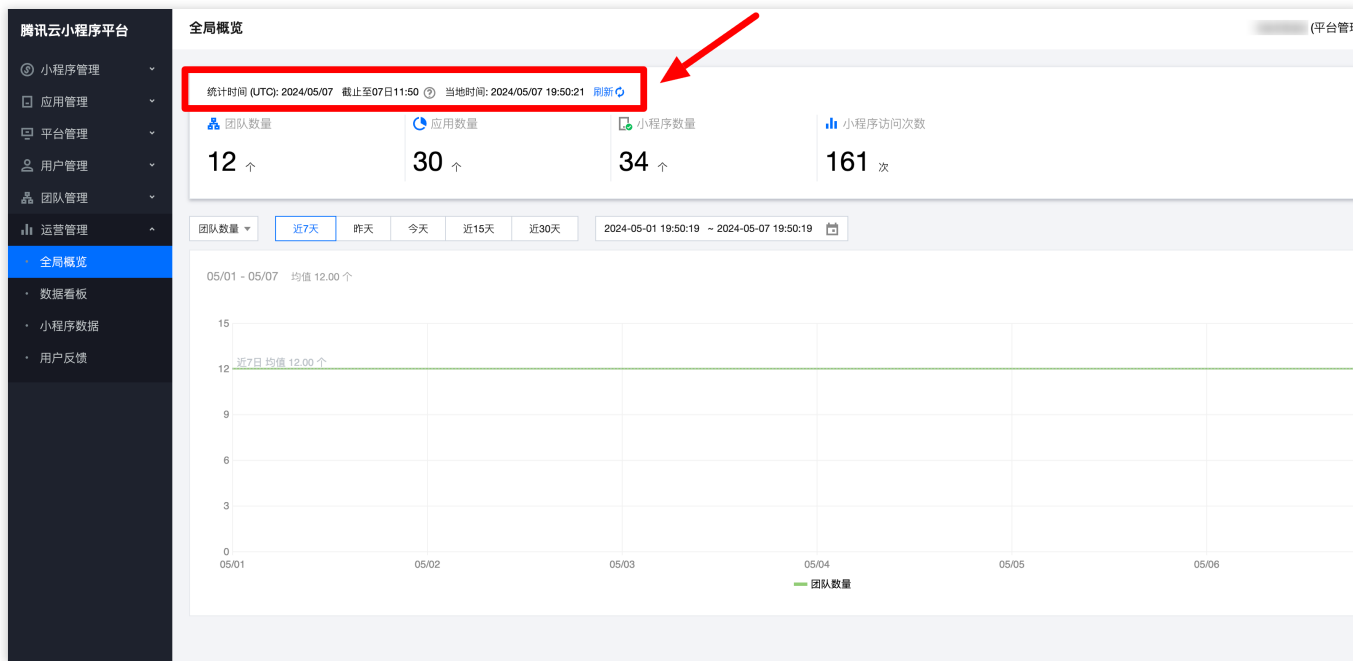 腾讯云小程序平台
小程序管理
应用管理
平台管理
用户管理
团队管理
运营管理
全局概览
数据看板
小程序数据
用户反馈
全局概览
(平台管理
统计时间 (UTC): 2024/05/07 截止至07日11:50 当地时间: 2024/05/07 19:50:21 刷新
团队数量 应用数量 小程序数量 小程序访问次数
12 个 30 个 34 个 161 次
团队数量 近7天 昨天 今天 近15天 近30天 2024-05-01 19:50:19 ~ 2024-05-07 19:50:19
05/01 - 05/07 均值 12.00 个
15
近7日 均值 12.00 个
12
9
6
3
0
05/01 05/02 05/03 05/04 05/05 05/06
团队数量